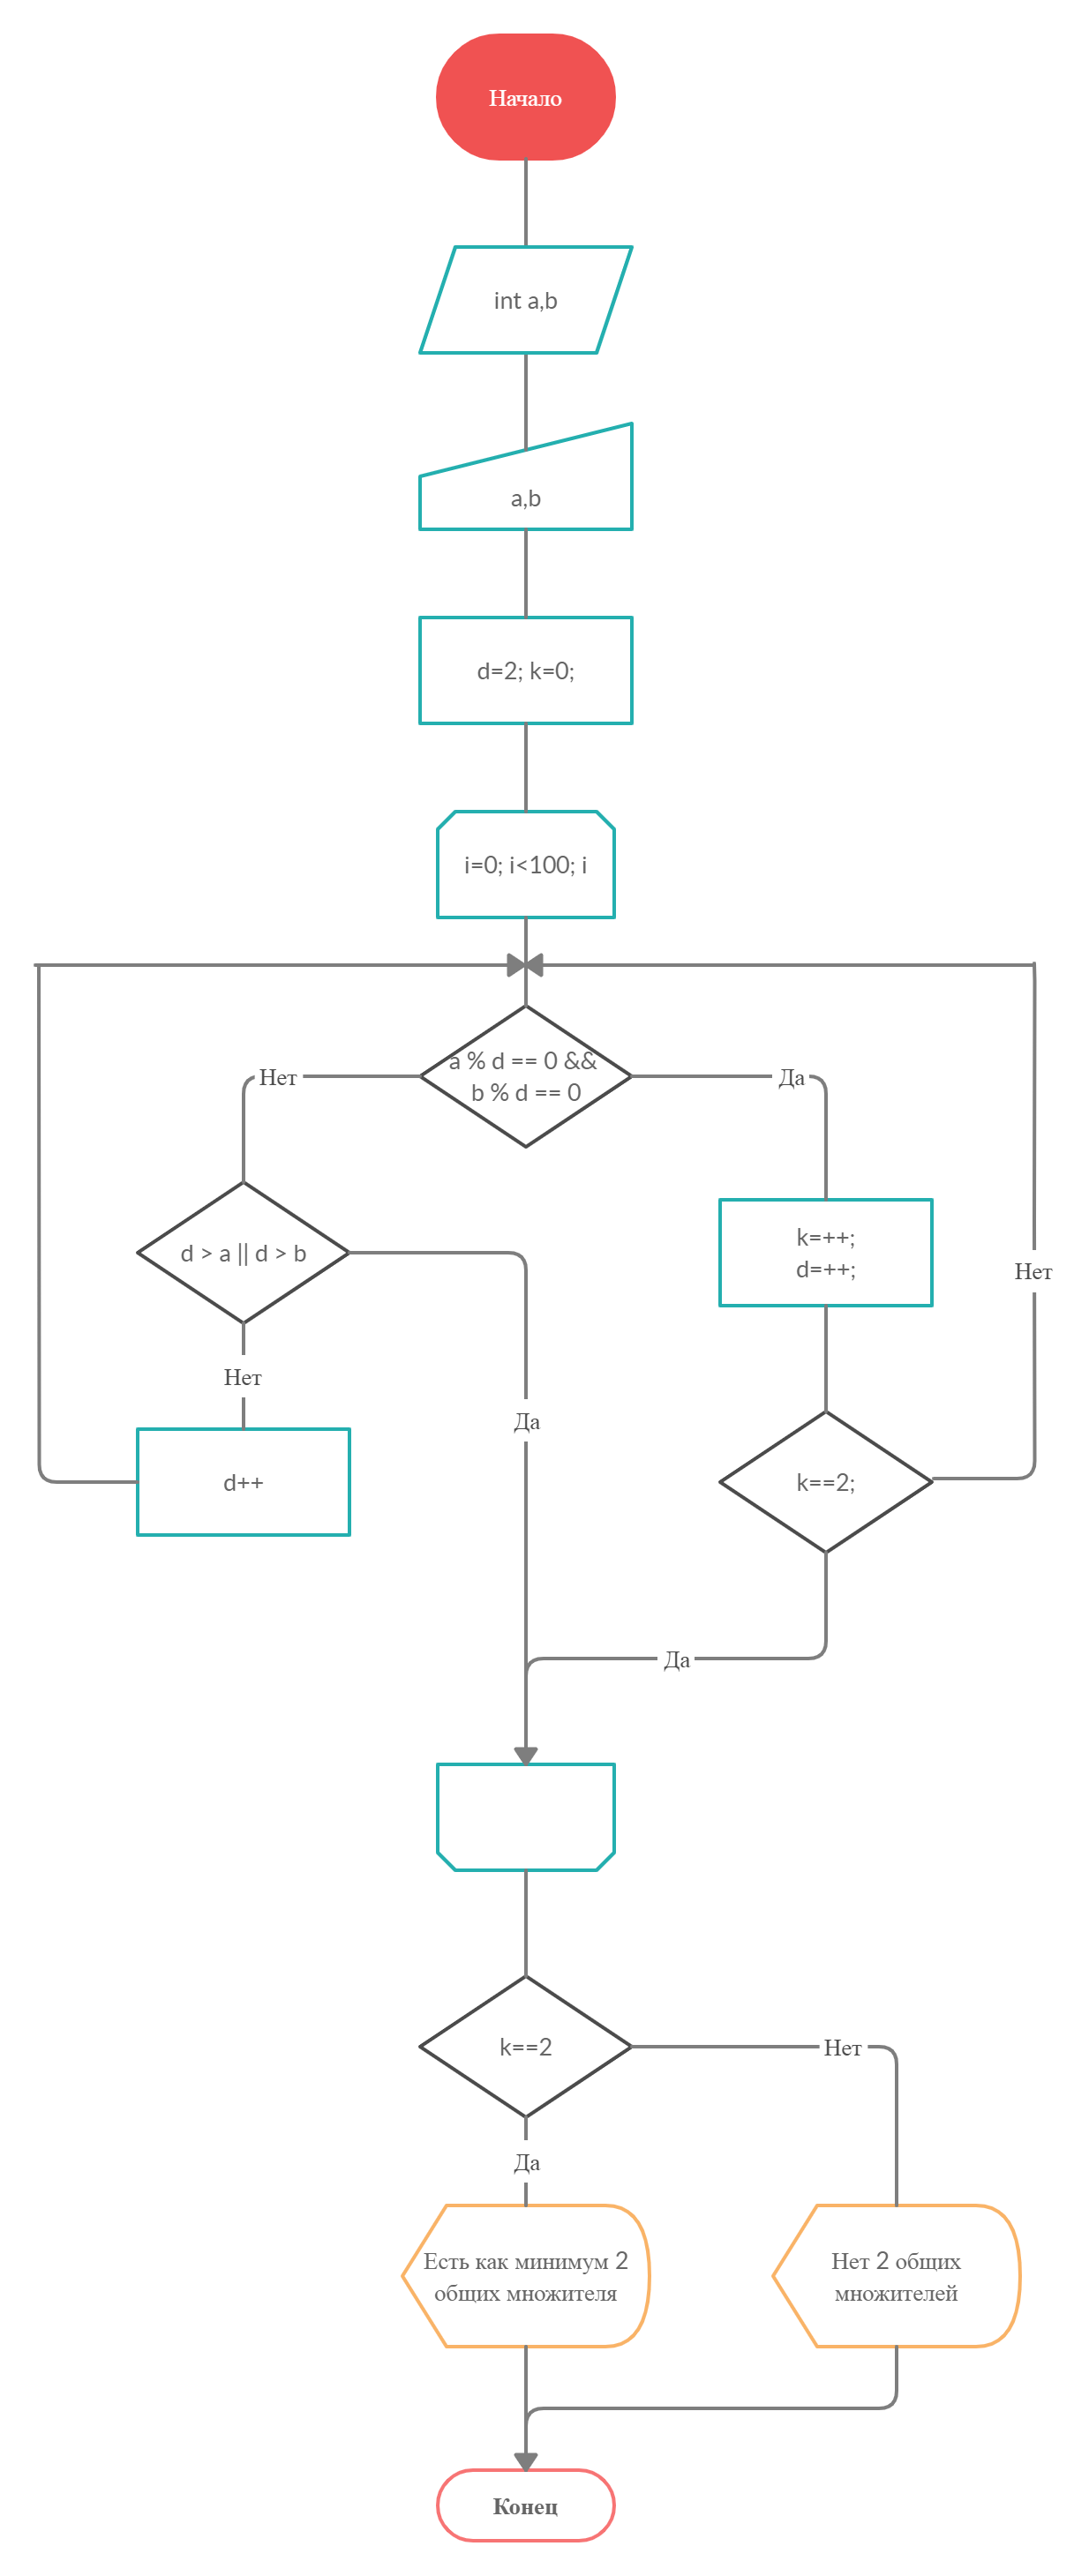 Начало
int a,b
a,b
d=2; k=0;
i=0; i<100; i
a % d == 0 &&
b % d == 0
Нет
Да
d > a || d > b
k=++;
d=++;
Нет
Нет
Да
d++
k==2;
Да
k==2
Нет
Да
Есть как минимум 2
общих множителя
Нет 2 общих
множителей
Конец